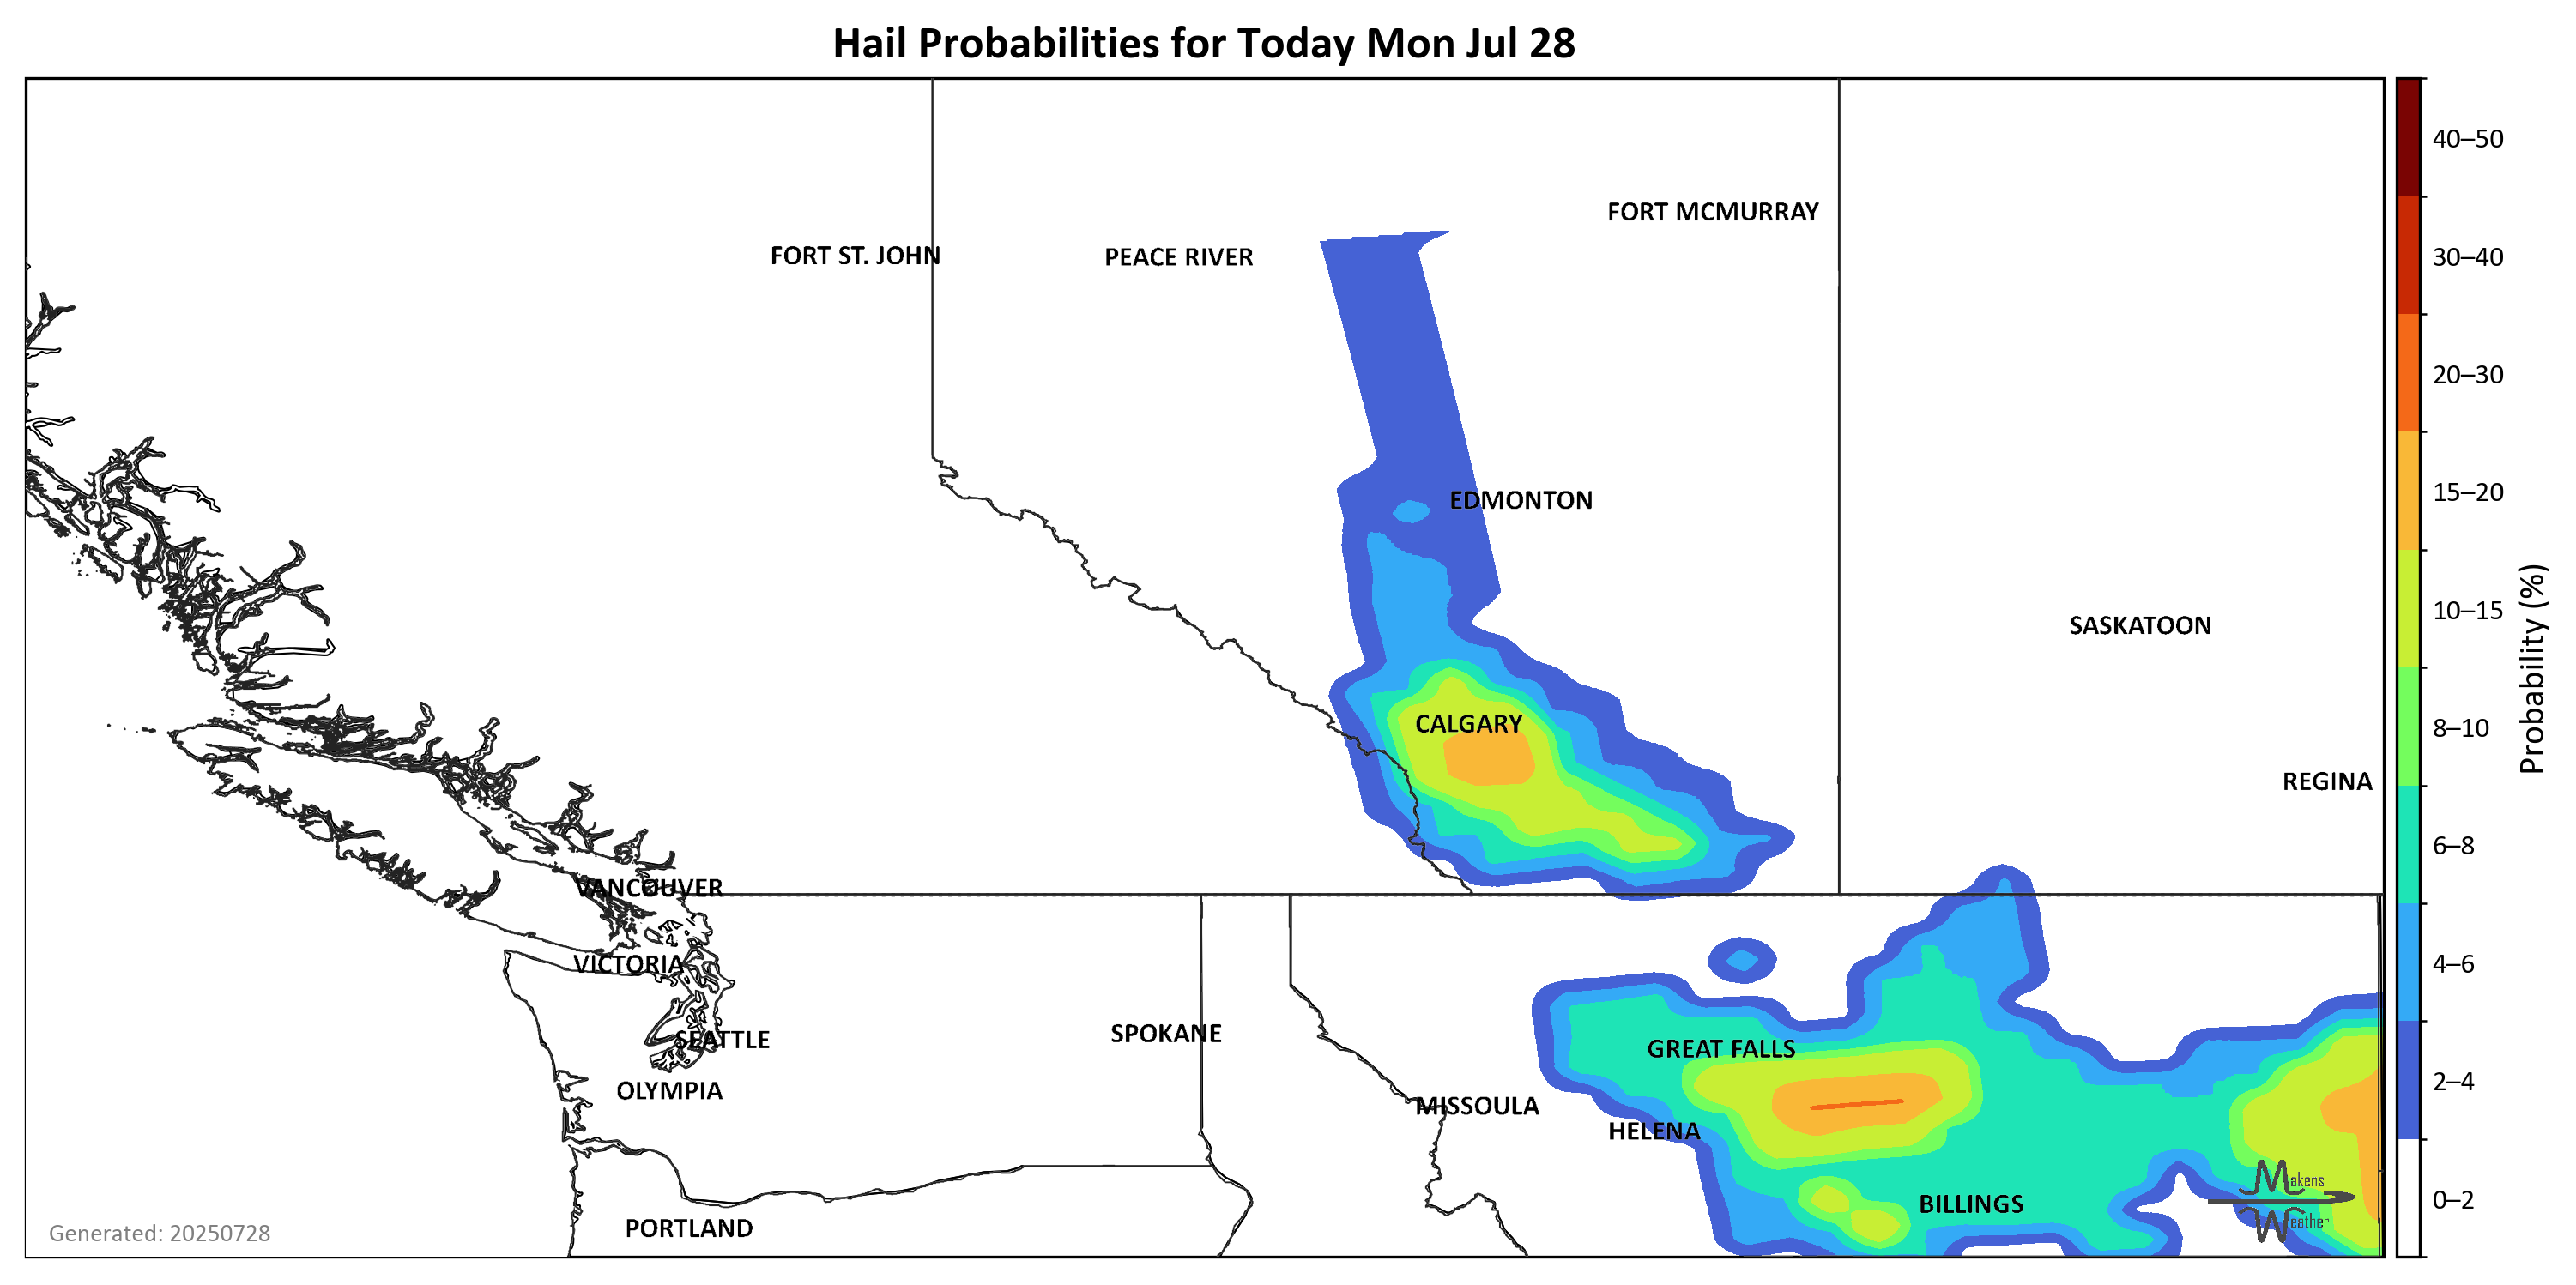 Hail Probabilities for Today Mon Jul 28
FORT MCMURRAY
FORT ST. JOHN
PEACE RIVER
EDMONTON
SASKATOON
CALGARY
REGINA
VANCOUVER
VICTORIA
SEATTLE
SPOKANE
GREAT FALLS
OLYMPIA
MISSOULA
HELENA
BILLINGS
PORTLAND
Makens
Weather
Generated: 20250728
40–50
30–40
20–30
15–20
10–15
8–10
6–8
4–6
2–4
0–2
Probability (%)